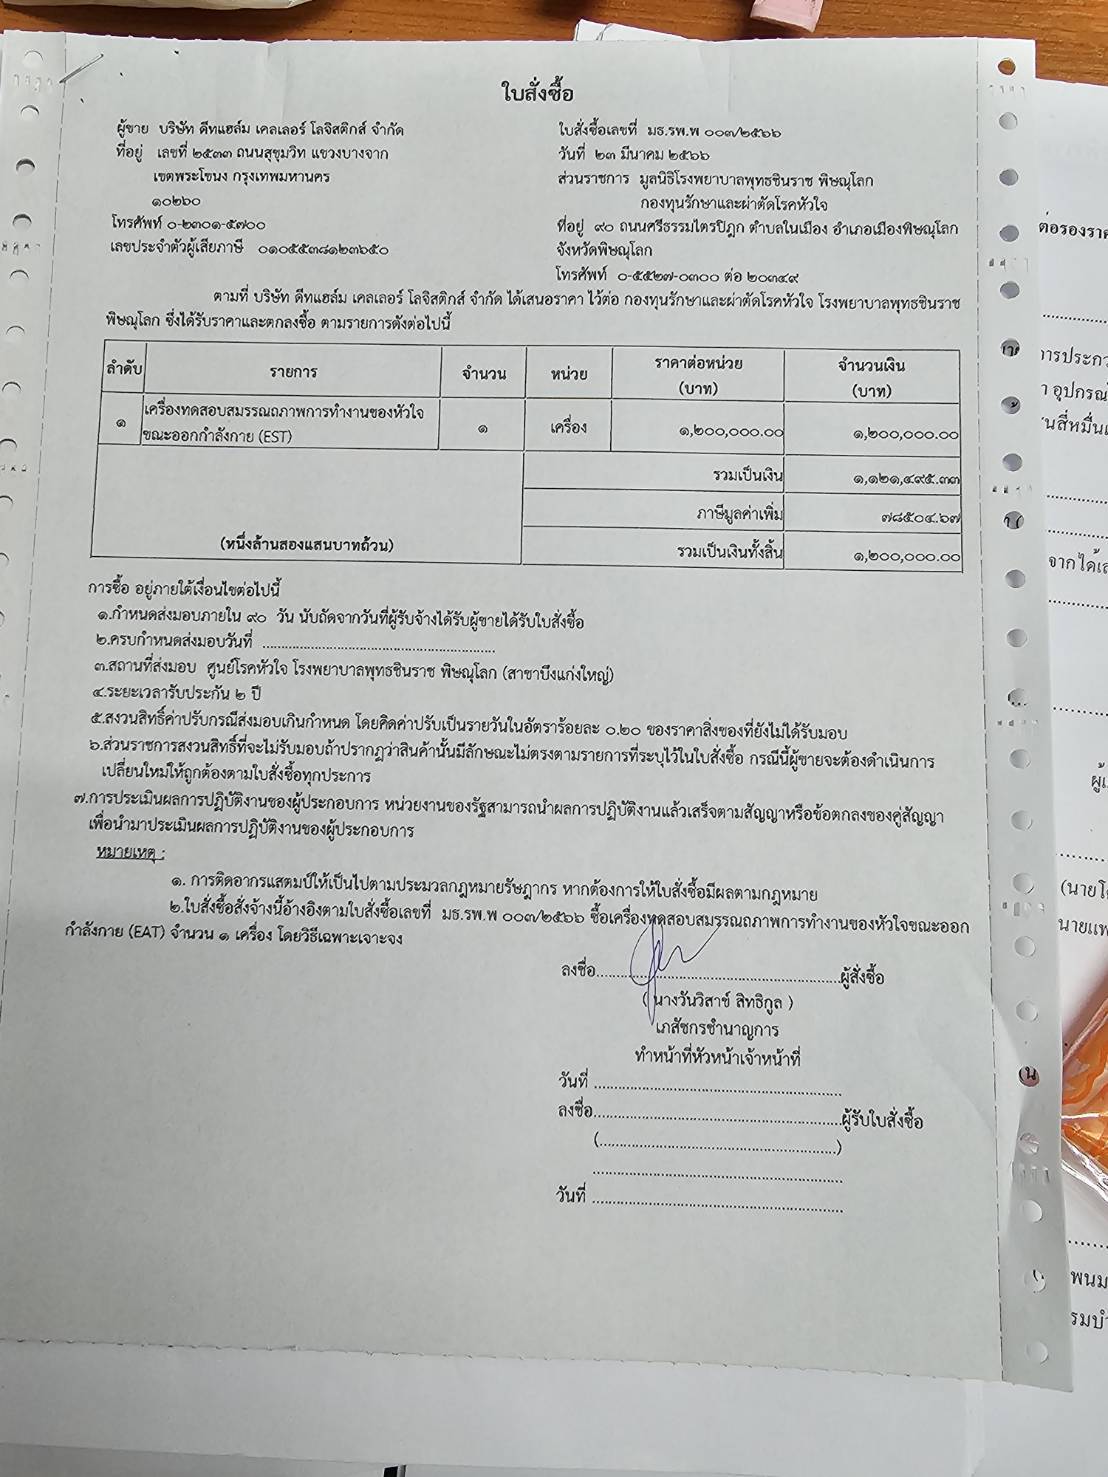 ใบสั่งซื้อ
ผู้ขาย บริษัท ดีทแฮล์ม เคลเลอร์ โลจิสติกส์ จำกัด
ที่อยู่ เลขที่ ๒๕๓๓ ถนนสุขุมวิท แขวงบางจาก
เขตพระโขนง กรุงเทพมหานคร
๑๐๒๖๐
โทรศัพท์ ๐-๒๓๐๑-๕๗๐๐
เลขประจำตัวผู้เสียภาษี ๐๑๐๕๕๓๘๑๒๓๖๕๐
ใบสั่งซื้อเลขที่ มธ.รพ.พ ๐๐๓/๒๕๖๖
วันที่ ๒๓ มีนาคม ๒๕๖๖
ส่วนราชการ มูลนิธิโรงพยาบาลพุทธชินราช พิษณุโลก
กองทุนรักษาและผ่าตัดโรคหัวใจ
ที่อยู่ ๙๐ ถนนศรีธรรมไตรปิฎก ตำบลในเมือง อำเภอเมืองพิษณุโลก
จังหวัดพิษณุโลก
โทรศัพท์ ๐-๕๕๒๗-๐๓๐๐ ต่อ ๒๐๓๔๙
ตามที่ บริษัท ดีทแฮล์ม เคลเลอร์ โลจิสติกส์ จำกัด ได้เสนอราคา ไว้ต่อ กองทุนรักษาและผ่าตัดโรคหัวใจ โรงพยาบาลพุทธชินราช
พิษณุโลก ซึ่งได้รับราคาและตกลงซื้อ ตามรายการดังต่อไปนี้
ลำดับ รายการ จำนวน หน่วย ราคาต่อหน่วย (บาท) จำนวนเงิน (บาท)
๑ เครื่องทดสอบสมรรณถภาพการทำงานของหัวใจ ๑ เครื่อง ๑,๒๐๐,๐๐๐.๐๐ ๑,๒๐๐,๐๐๐.๐๐
ขณะออกกำลังกาย (EST)
รวมเป็นเงิน ๑,๑๒๑,๔๙๕.๓๓
ภาษีมูลค่าเพิ่ม ๗๘๕๐๔.๖๗
(หนึ่งล้านสองแสนบาทถ้วน) รวมเป็นเงินทั้งสิ้น ๑,๒๐๐,๐๐๐.๐๐
การซื้อ อยู่ภายใต้เงื่อนไขต่อไปนี้
๑.กำหนดส่งมอบภายใน ๙๐ วัน นับถัดจากวันที่ผู้รับจ้างได้รับผู้ขายได้รับใบสั่งซื้อ
๒.ครบกำหนดส่งมอบวันที่ ............................................................
๓.สถานที่ส่งมอบ ศูนย์โรคหัวใจ โรงพยาบาลพุทธชินราช พิษณุโลก (สาขาบึงแก่งใหญ่)
๔.ระยะเวลารับประกัน ๒ ปี
๕.สงวนสิทธิ์ค่าปรับกรณีส่งมอบเกินกำหนด โดยคิดค่าปรับเป็นรายวันในอัตราร้อยละ ๐.๒๐ ของราคาสิ่งของที่ยังไม่ได้รับมอบ
๖.ส่วนราชการสงวนสิทธิ์ที่จะไม่รับมอบถ้าปรากฏว่าสินค้านั้นมีลักษณะไม่ตรงตามรายการที่ระบุไว้ในใบสั่งซื้อ กรณีนี้ผู้ขายจะต้องดำเนินการ
เปลี่ยนใหม่ให้ถูกต้องตามใบสั่งซื้อทุกประการ
๗.การประเมินผลการปฏิบัติงานของผู้ประกอบการ หน่วยงานของรัฐสามารถนำผลการปฏิบัติงานแล้วเสร็จตามสัญญาหรือข้อตกลงของคู่สัญญา
เพื่อนำมาประเมินผลการปฏิบัติงานของผู้ประกอบการ
หมายเหตุ :
๑. การติดอากรแสตมป์ให้เป็นไปตามประมวลกฎหมายรัษฎากร หากต้องการให้ใบสั่งซื้อมีผลตามกฎหมาย
๒.ใบสั่งซื้อสั่งจ้างนี้อ้างอิงตามใบสั่งซื้อเลขที่ มธ.รพ.พ ๐๐๓/๒๕๖๖ ซื้อเครื่องทดสอบสมรรณถภาพการทำงานของหัวใจขณะออก
กำลังกาย (EAT) จำนวน ๑ เครื่อง โดยวิธีเฉพาะเจาะจง
ลงชื่อ............................................................ผู้สั่งซื้อ
( นางวันวิสาข์ สิทธิกูล )
เภสัชกรชำนาญการ
ทำหน้าที่หัวหน้าเจ้าหน้าที่
วันที่ ............................................................
ลงชื่อ............................................................ผู้รับใบสั่งซื้อ
(............................................................)
............................................................
วันที่ ............................................................